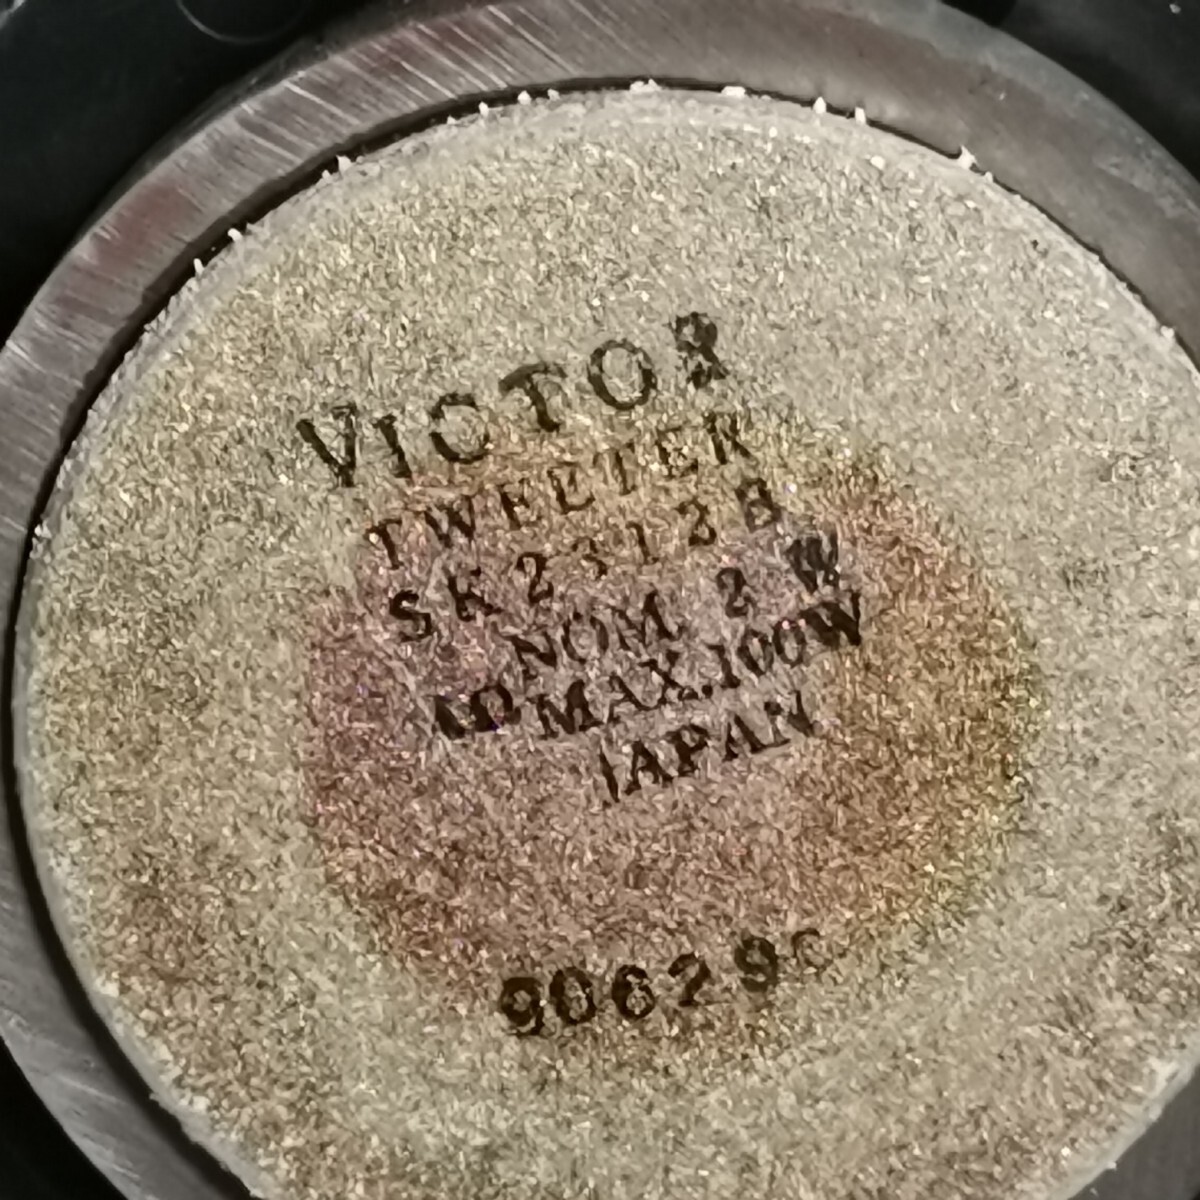 VICTOR
TWEETER
SK2312B
NOM. 2 W
MAX.100W
JAPAN
90629